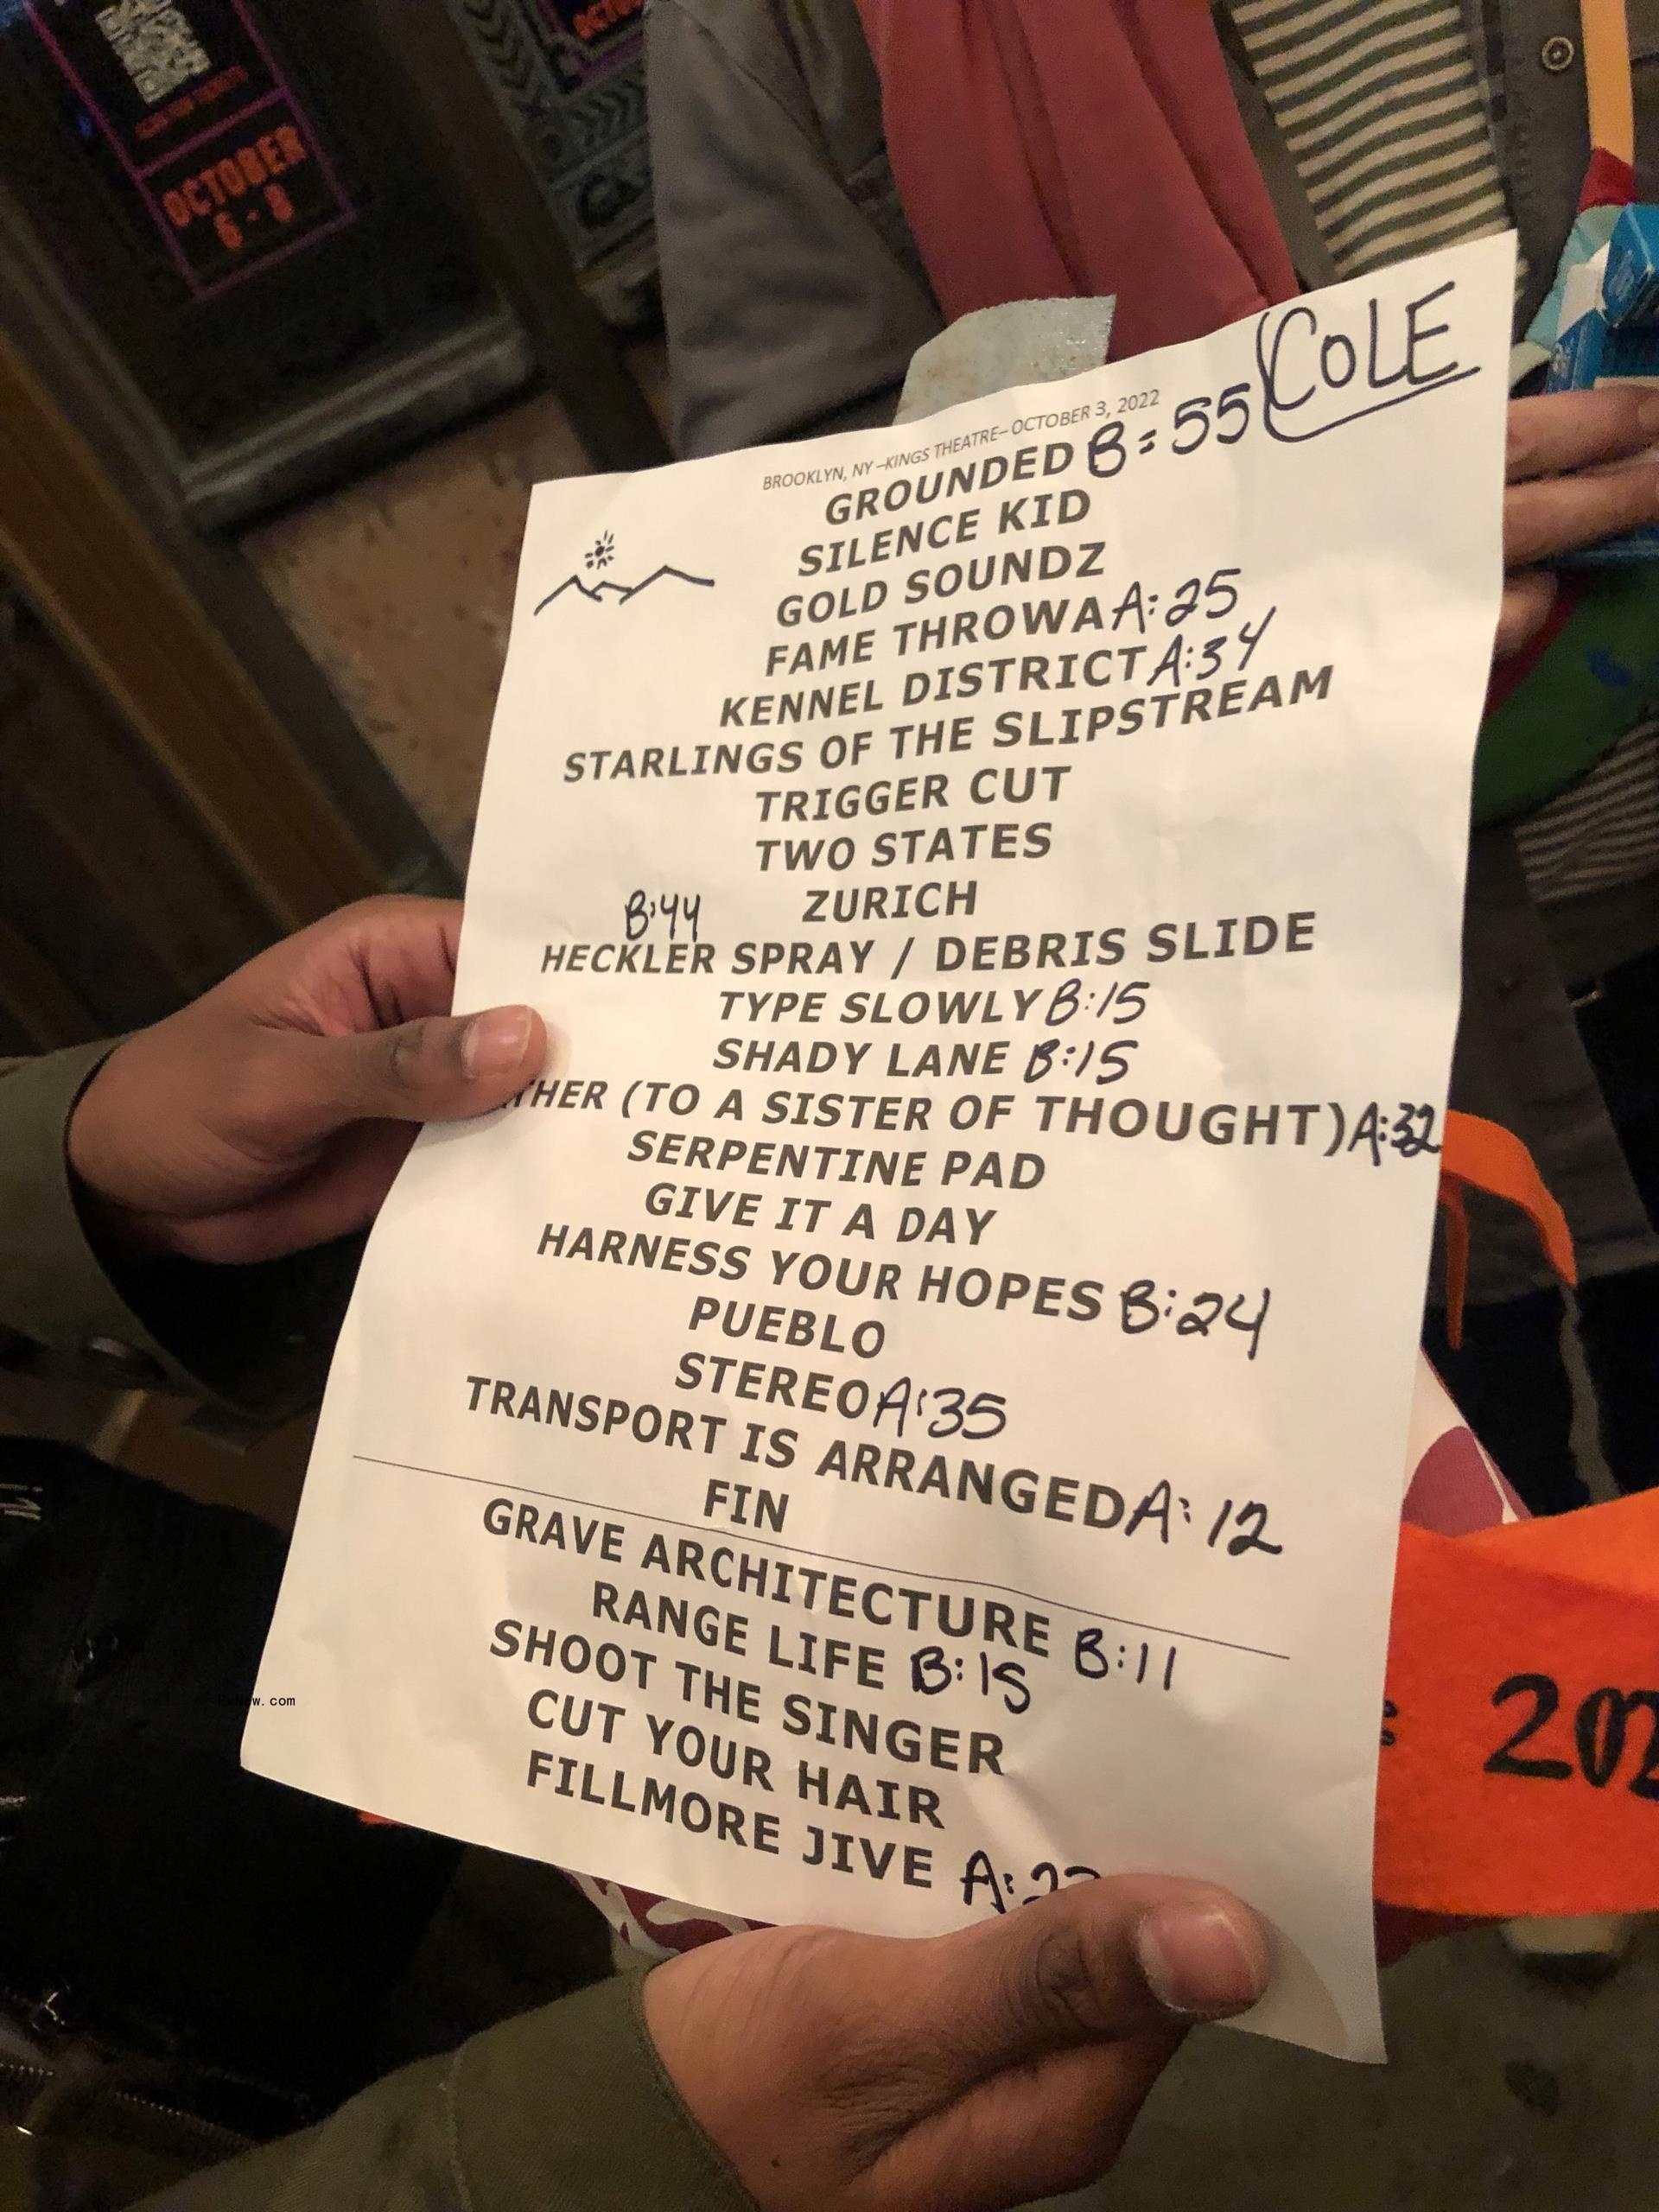 OCTOBER
6 - 8
COLE
BROOKLYN, NY –KINGS THEATRE– OCTOBER 3, 2022
GROUNDED B:55
SILENCE KID
GOLD SOUNDZ
FAME THROWA A:25
KENNEL DISTRICT A:34
STARLINGS OF THE SLIPSTREAM
TRIGGER CUT
TWO STATES
ZURICH
B:44
HECKLER SPRAY / DEBRIS SLIDE
TYPE SLOWLY B:15
SHADY LANE B:15
(TO A SISTER OF THOUGHT) A:32
SERPENTINE PAD
GIVE IT A DAY
HARNESS YOUR HOPES B:24
PUEBLO
STEREO A:35
TRANSPORT IS ARRANGED A:12
FIN
GRAVE ARCHITECTURE B:11
RANGE LIFE B:15
SHOOT THE SINGER
CUT YOUR HAIR
FILLMORE JIVE A:
PwNow.com